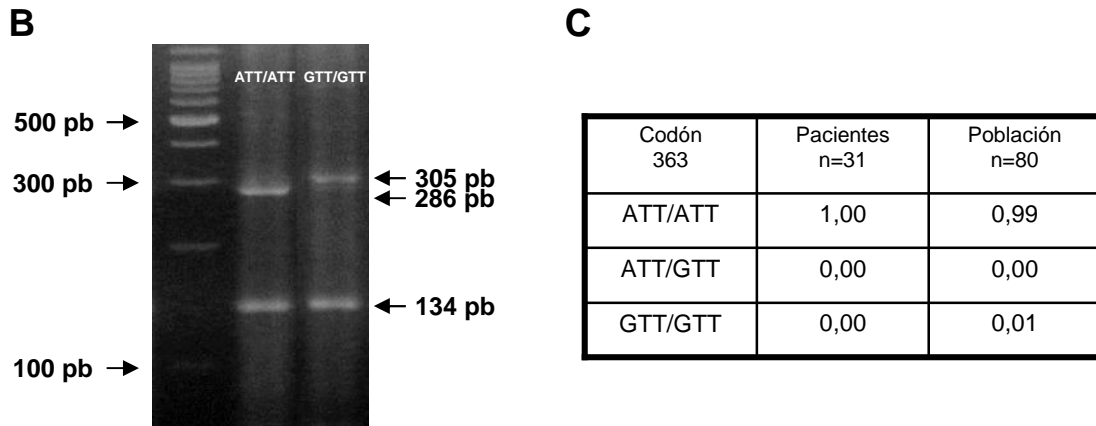 B
ATT/ATT GTT/GTT
500 pb
300 pb
100 pb
305 pb
286 pb
134 pb
C
Codón 363 Pacientes n=31 Población n=80
ATT/ATT 1,00 0,99
ATT/GTT 0,00 0,00
GTT/GTT 0,00 0,01